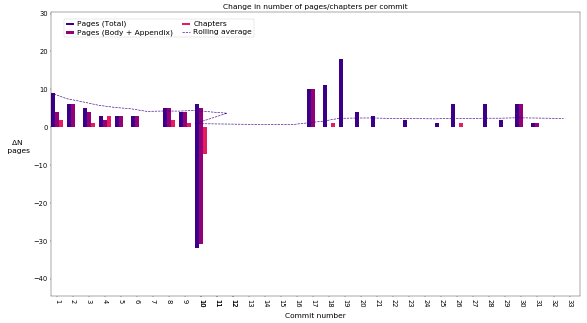 Change in number of pages/chapters per commit
Pages (Total)
Pages (Body + Appendix)
Chapters
Rolling average
30
20
10
0
−10
−20
−30
−40
ΔN
pages
1 2 3 4 5 6 7 8 9 10 11 12 13 14 15 16 17 18 19 20 21 22 23 24 25 26 27 28 29 30 31 32 33
Commit number